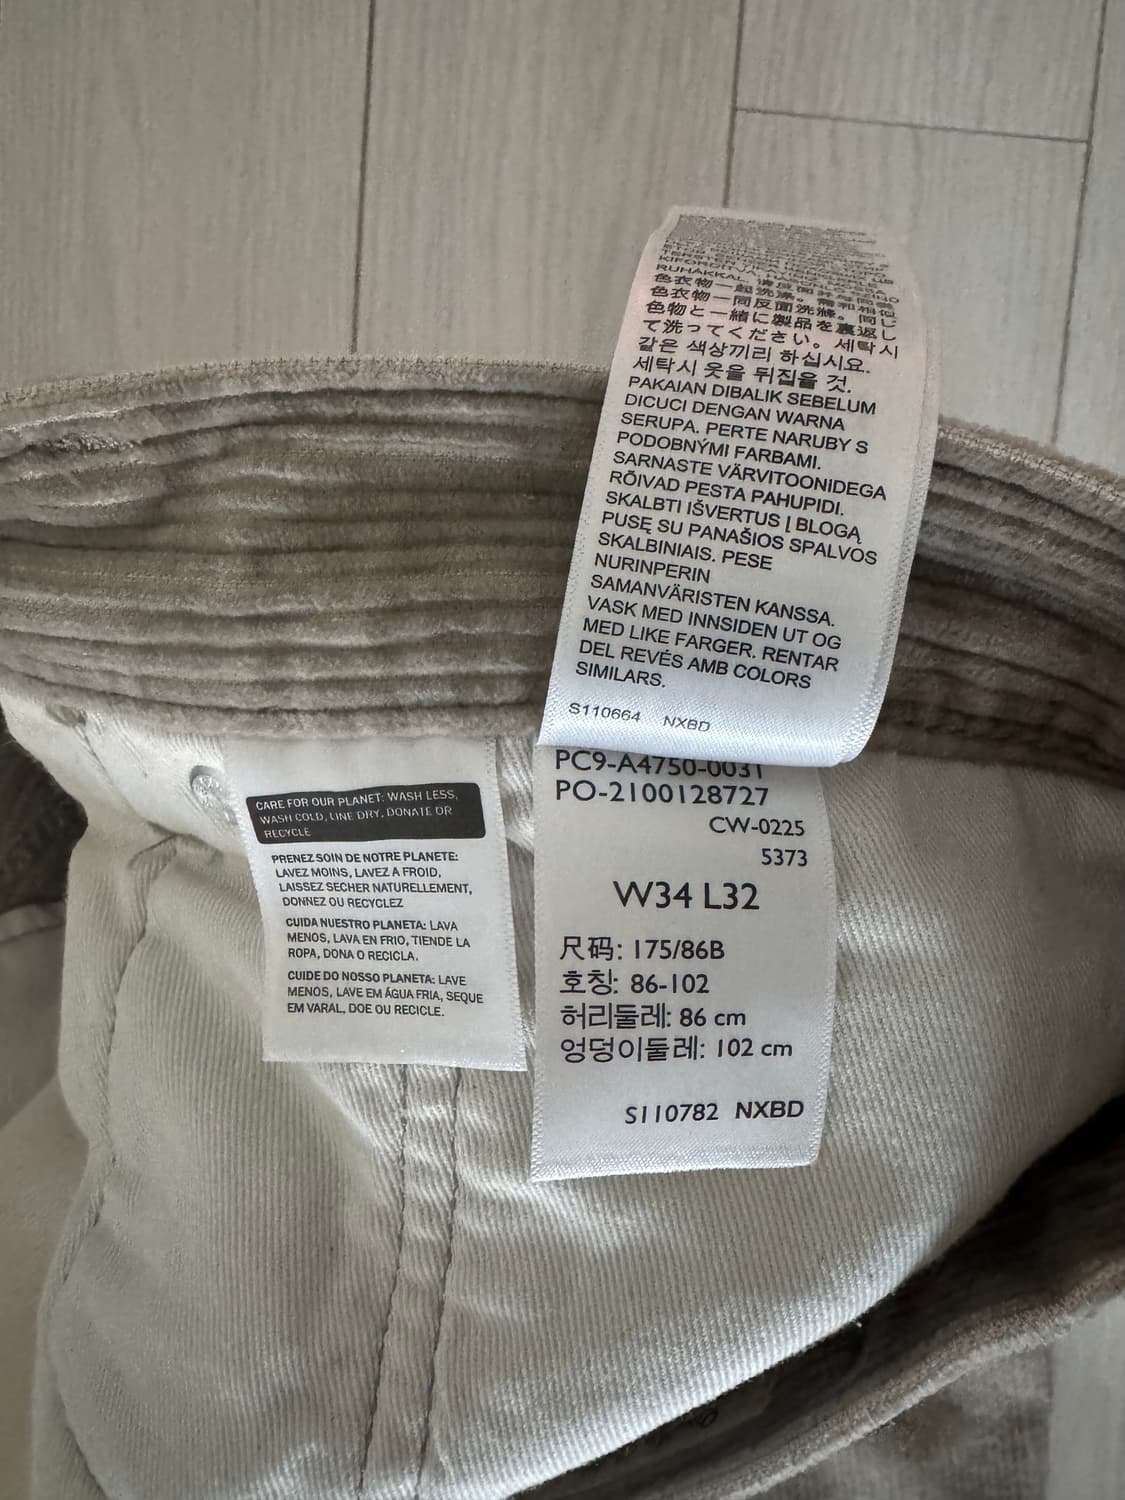 RUHÁKKAL.
色衣物一起洗涤。需和相似
色衣物一同反面洗滌。同じ
色物と一緒に製品を裏返し
て洗ってください。세탁시
같은 색상끼리 하십시요.
세탁시 옷을 뒤집을 것.
PAKAIAN DIBALIK SEBELUM
DICUCI DENGAN WARNA
SERUPA. PERTE NARUBY S
PODOBNÝMI FARBAMI.
SARNASTE VÄRVITOONIDEGA
RÕIVAD PESTA PAHUPIDI.
SKALBTI IŠVERTUS Į BLOGĄ
PUSĘ SU PANAŠIOS SPALVOS
SKALBINIAIS. PESE
NURINPERIN
SAMANVÄRISTEN KANSSA.
VASK MED INNSIDEN UT OG
MED LIKE FARGER. RENTAR
DEL REVÉS AMB COLORS
SIMILARS.
S110664 NXBD
PC9-A4750-0031
PO-2100128727
CW-0225
5373
W34 L32
尺码: 175/86B
호칭: 86-102
허리둘레: 86 cm
엉덩이둘레: 102 cm
S110782 NXBD
CARE FOR OUR PLANET: WASH LESS,
WASH COLD, LINE DRY, DONATE OR
RECYCLE
PRENEZ SOIN DE NOTRE PLANETE:
LAVEZ MOINS, LAVEZ A FROID,
LAISSEZ SECHER NATURELLEMENT,
DONNEZ OU RECYCLEZ
CUIDA NUESTRO PLANETA: LAVA
MENOS, LAVA EN FRIO, TIENDE LA
ROPA, DONA O RECICLA.
CUIDE DO NOSSO PLANETA: LAVE
MENOS, LAVE EM ÁGUA FRIA, SEQUE
EM VARAL, DOE OU RECICLE.